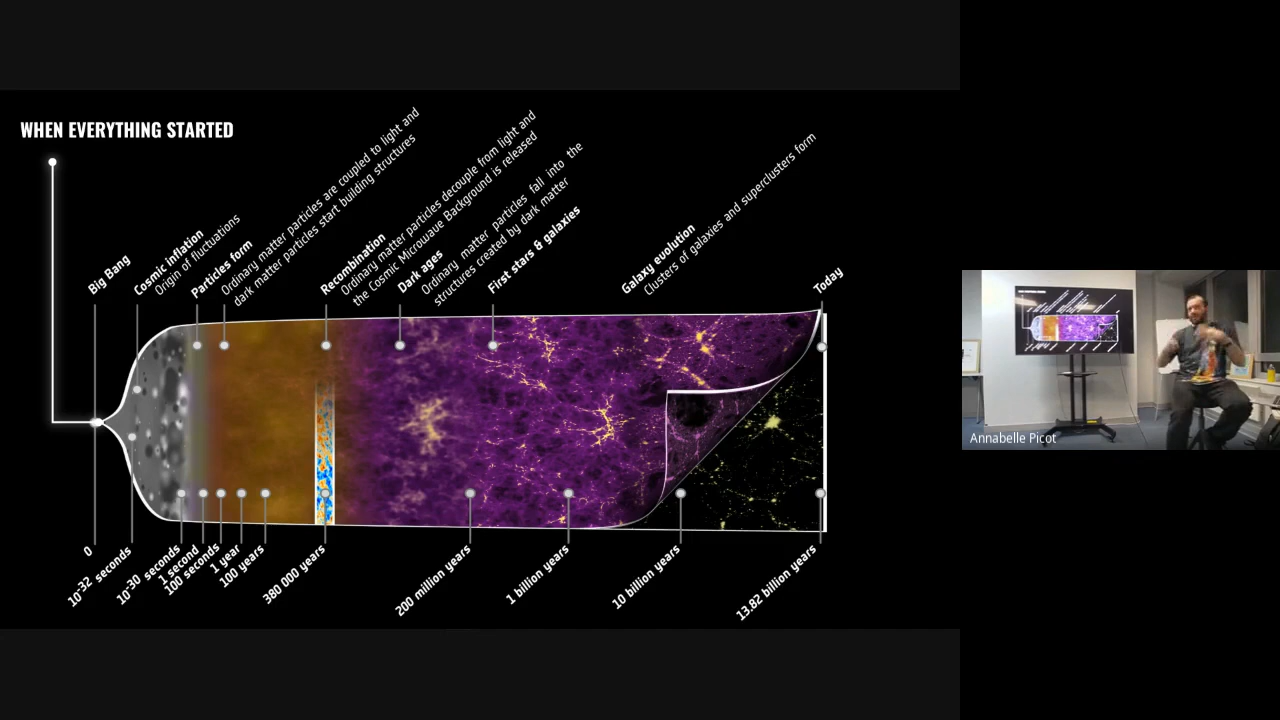 WHEN EVERYTHING STARTED
Big Bang
Cosmic inflation
Origin of fluctuations
Particles form
Ordinary matter particles are coupled to light and
dark matter particles start building structures
Recombination
Ordinary matter particles decouple from light and
the Cosmic Microwave Background is released
Dark ages
Ordinary matter particles fall into the
structures created by dark matter
First stars & galaxies
Galaxy evolution
Clusters of galaxies and superclusters form
Today
0
10-32 seconds
10-30 seconds
1 second
100 seconds
1 year
100 years
380 000 years
200 million years
1 billion years
10 billion years
13.82 billion years
Annabelle Picot